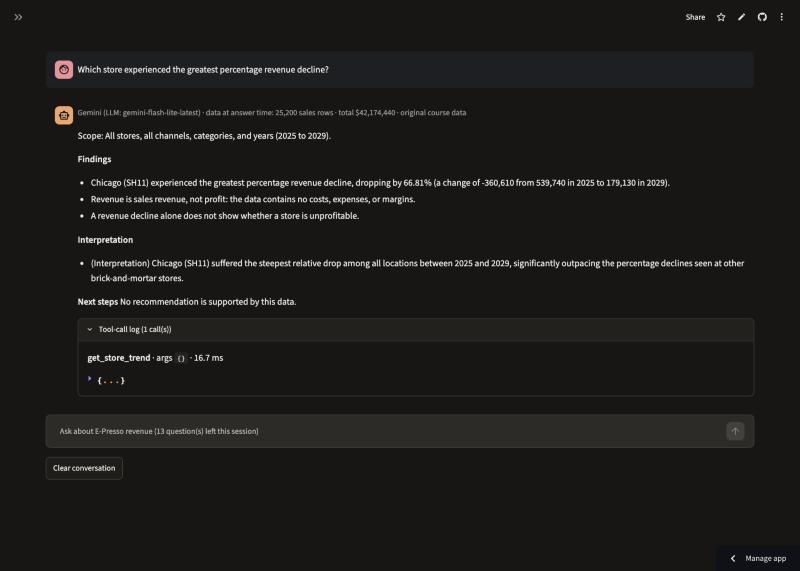 Share
Which store experienced the greatest percentage revenue decline?
Gemini (LLM: gemini-flash-lite-latest) · data at answer time: 25,200 sales rows · total $42,174,440 · original course data
Scope: All stores, all channels, categories, and years (2025 to 2029).
Findings
• Chicago (SH11) experienced the greatest percentage revenue decline, dropping by 66.81% (a change of -360,610 from 539,740 in 2025 to 179,130 in 2029).
• Revenue is sales revenue, not profit: the data contains no costs, expenses, or margins.
• A revenue decline alone does not show whether a store is unprofitable.
Interpretation
• (Interpretation) Chicago (SH11) suffered the steepest relative drop among all locations between 2025 and 2029, significantly outpacing the percentage declines seen at other
brick-and-mortar stores.
Next steps No recommendation is supported by this data.
Tool-call log (1 call(s))
get_store_trend · args {} · 16.7 ms
{...}
Ask about E-Presso revenue (13 question(s) left this session)
Clear conversation
Manage app